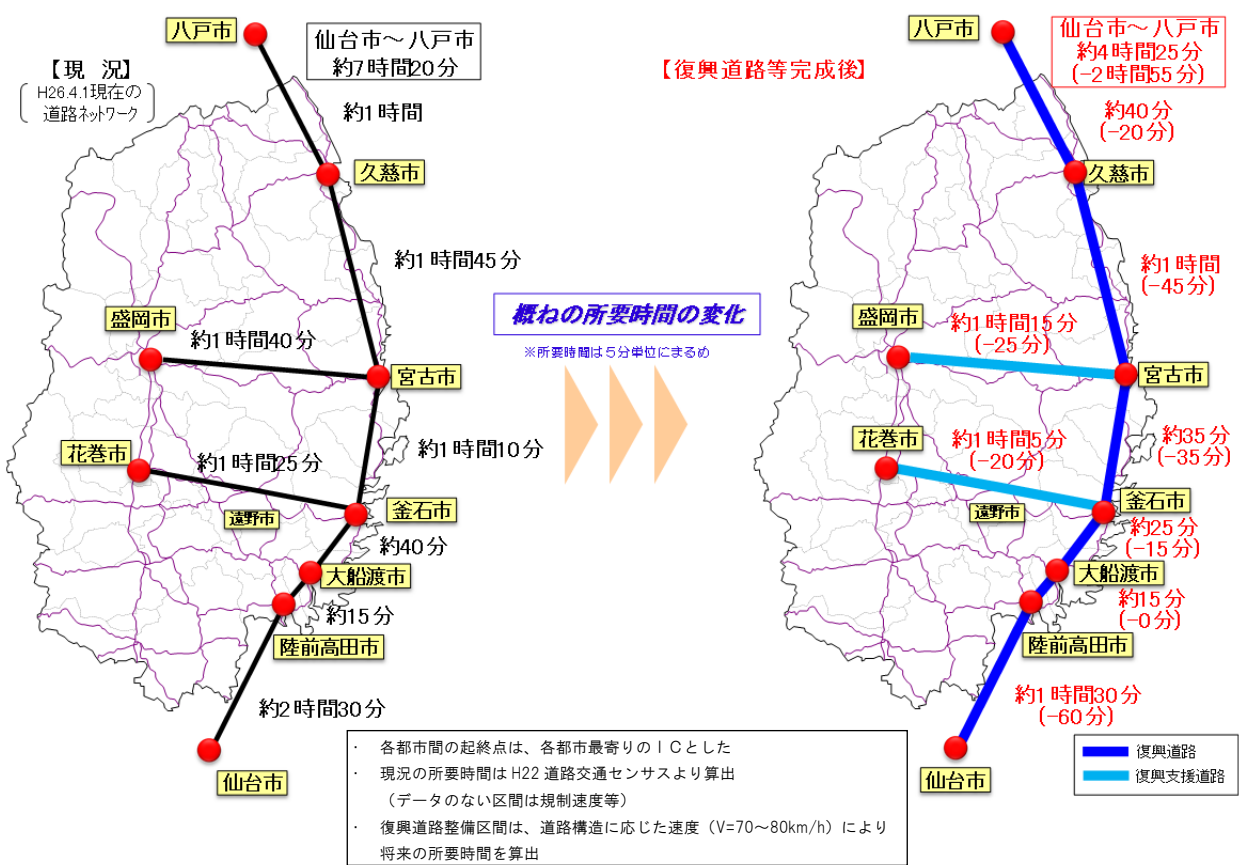 八戸市
仙台市～八戸市
約7時間20分
【現 況】
H26.4.1現在の
道路ネットワーク
約1時間
久慈市
約1時間45分
盛岡市
約1時間40分
宮古市
約1時間10分
花巻市
約1時間25分
遠野市
釜石市
約40分
大船渡市
約15分
陸前高田市
約2時間30分
仙台市
概ねの所要時間の変化
※所要時間は5分単位にまるめ
【復興道路等完成後】
八戸市
仙台市～八戸市
約4時間25分
(-2時間55分)
約40分
(-20分)
久慈市
約1時間
(-45分)
盛岡市
約1時間15分
(-25分)
宮古市
約35分
(-35分)
花巻市
約1時間5分
(-20分)
遠野市
釜石市
約25分
(-15分)
大船渡市
約15分
(-0分)
陸前高田市
約1時間30分
(-60分)
仙台市
復興道路
復興支援道路
・ 各都市間の起終点は、各都市最寄りのＩＣとした
・ 現況の所要時間はH22道路交通センサスより算出
（データのない区間は規制速度等）
・ 復興道路整備区間は、道路構造に応じた速度（V=70～80km/h）により
将来の所要時間を算出